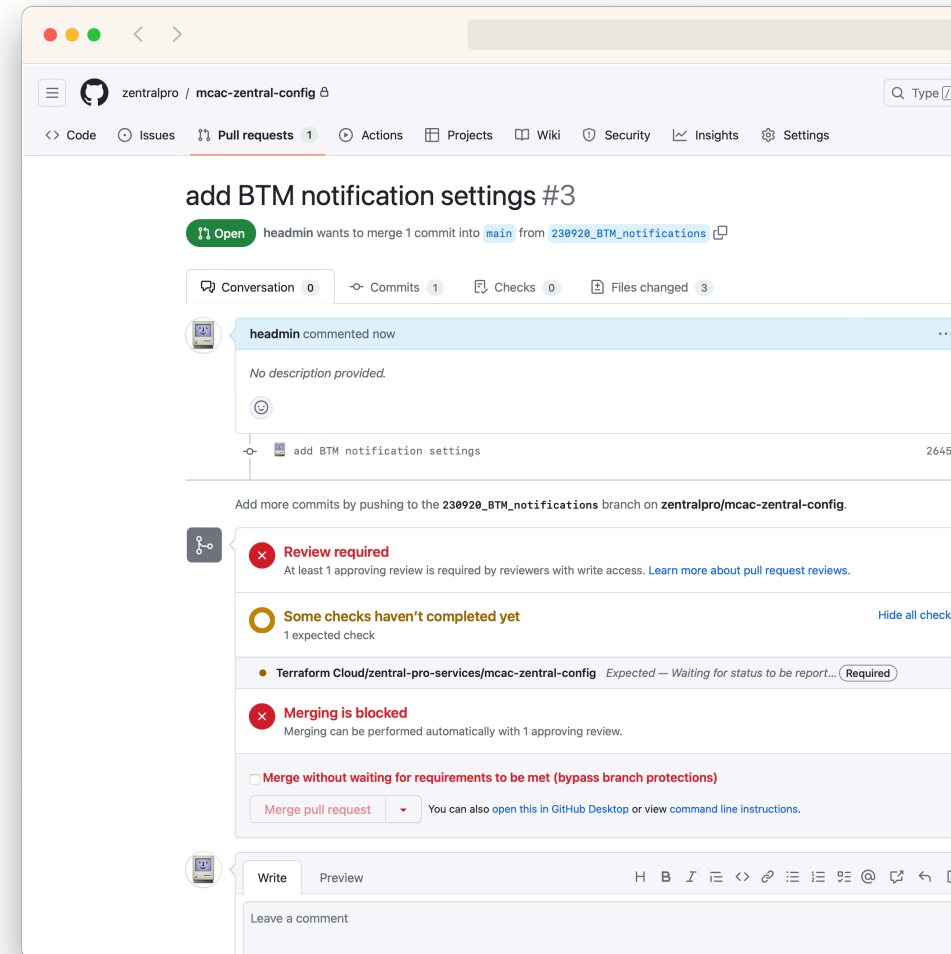 zentralpro / mcac-zentral-config
Type /
Code Issues Pull requests 1 Actions Projects Wiki Security Insights Settings
add BTM notification settings #3
Open headmin wants to merge 1 commit into main from 230920_BTM_notifications
Conversation 0 Commits 1 Checks 0 Files changed 3
headmin commented now
No description provided.
add BTM notification settings 2645
Add more commits by pushing to the 230920_BTM_notifications branch on zentralpro/mcac-zentral-config.
Review required
At least 1 approving review is required by reviewers with write access. Learn more about pull request reviews.
Some checks haven't completed yet Hide all check
1 expected check
Terraform Cloud/zentral-pro-services/mcac-zentral-config Expected — Waiting for status to be report... Required
Merging is blocked
Merging can be performed automatically with 1 approving review.
Merge without waiting for requirements to be met (bypass branch protections)
Merge pull request You can also open this in GitHub Desktop or view command line instructions.
Write Preview
Leave a comment